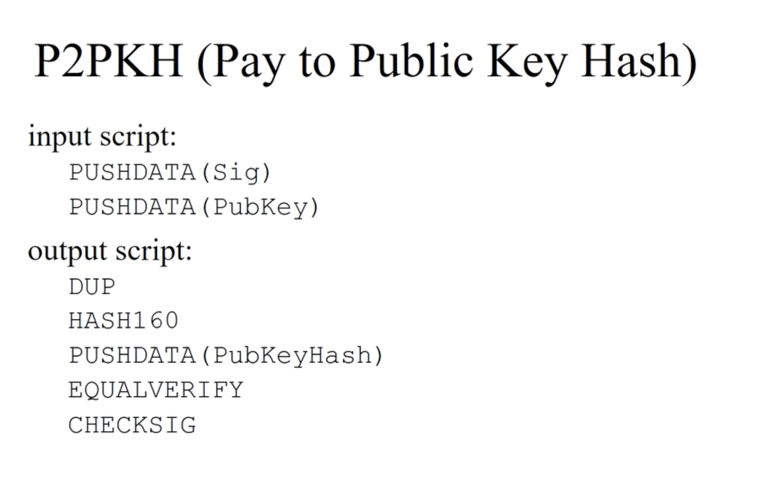 P2PKH (Pay to Public Key Hash)
input script:
PUSHDATA(Sig)
PUSHDATA(PubKey)
output script:
DUP
HASH160
PUSHDATA(PubKeyHash)
EQUALVERIFY
CHECKSIG